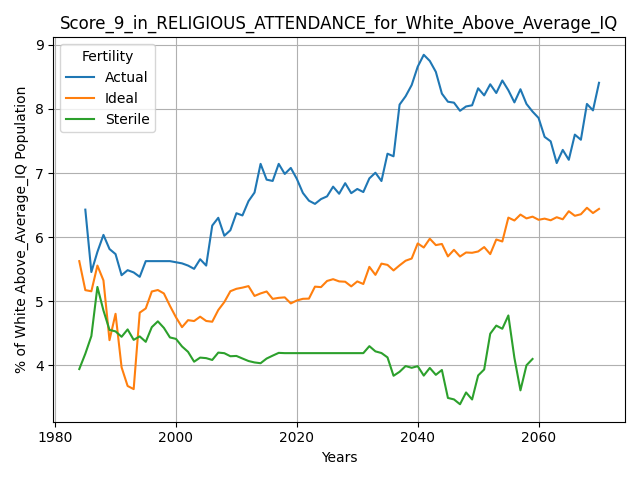 Score_9_in_RELIGIOUS_ATTENDANCE_for_White_Above_Average_IQ
Fertility
Actual
Ideal
Sterile
% of White Above_Average_IQ Population
9
8
7
6
5
4
1980
2000
2020
2040
2060
Years